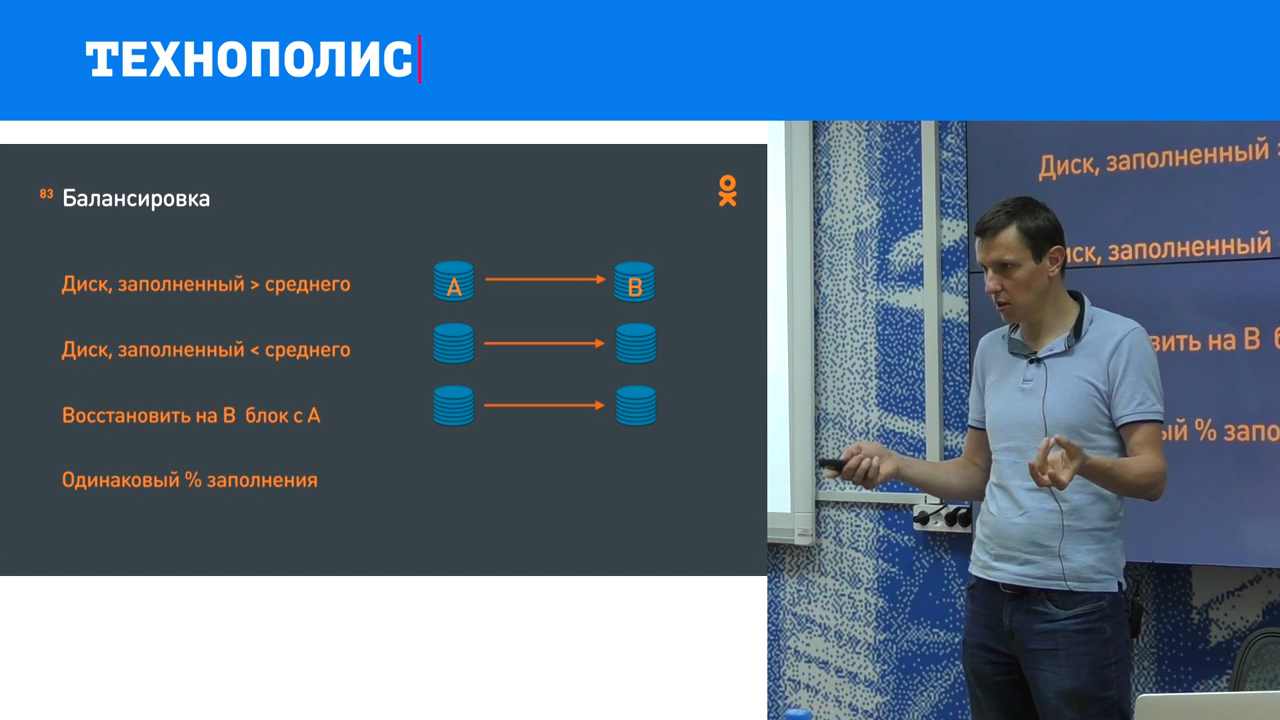 ТЕХНОПОЛИС
83 Балансировка
Диск, заполненный > среднего
Диск, заполненный < среднего
Восстановить на В блок с А
Одинаковый % заполнения
A
B
Диск, заполненный >
иск, заполненный
вить на В
ый % запо